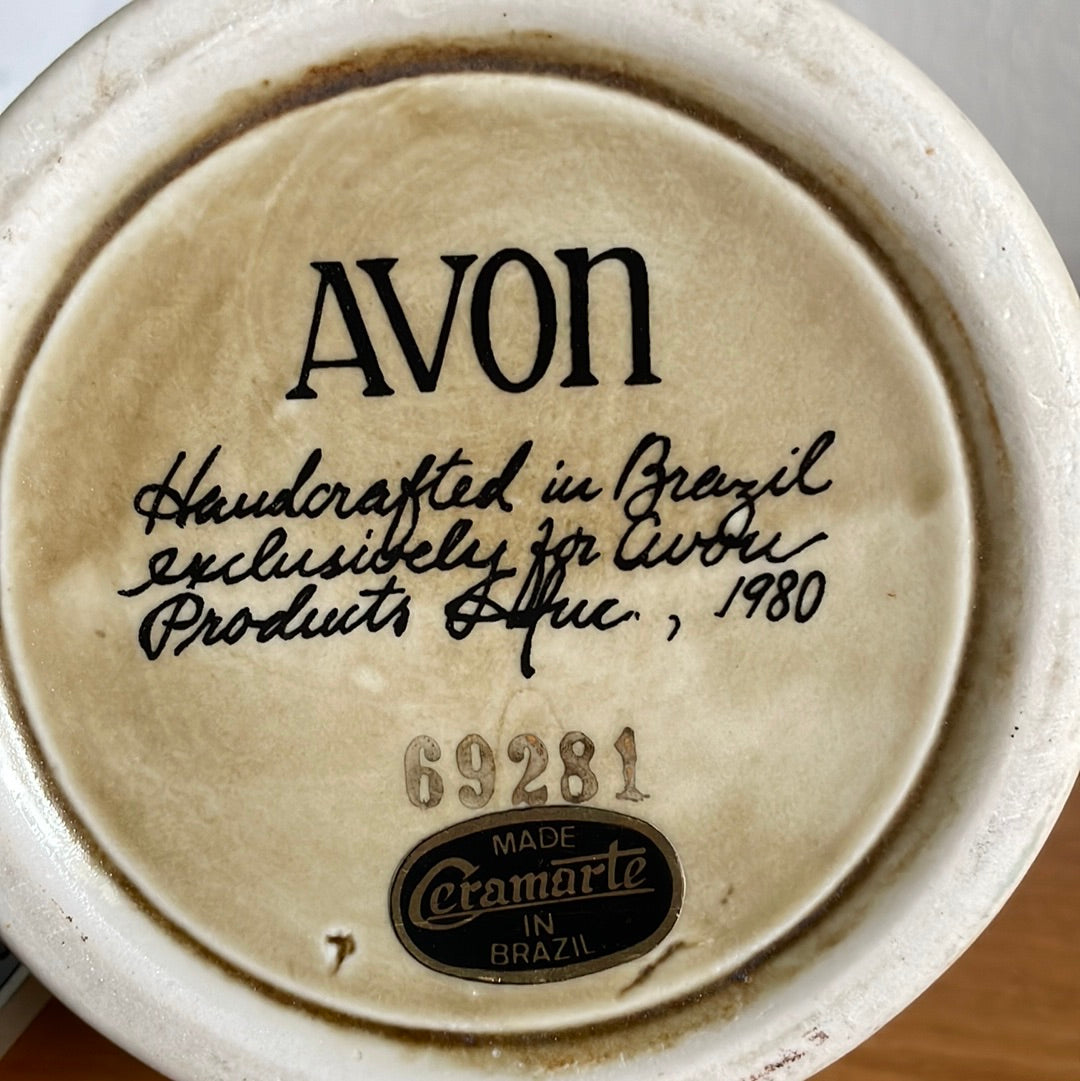 AVON
Handcrafted in Brazil
exclusively for Avon
Products Inc., 1980
69281
MADE
Ceramarte
IN
BRAZIL